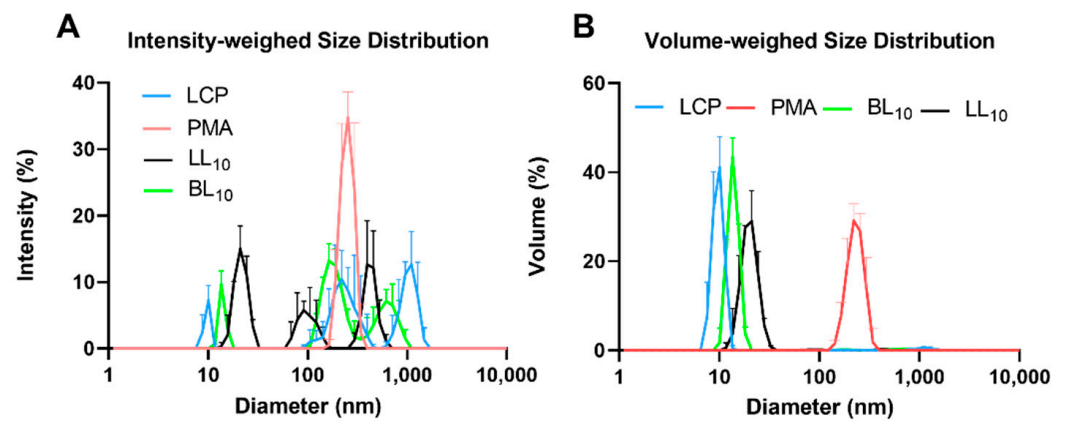 A
Intensity-weighed Size Distribution
Intensity (%)
40
30
20
10
0
LCP
PMA
LL10
BL10
1
10
100
1,000
10,000
Diameter (nm)
B
Volume-weighed Size Distribution
Volume (%)
60
40
20
0
LCP PMA BL10 LL10
1
10
100
1,000
10,000
Diameter (nm)